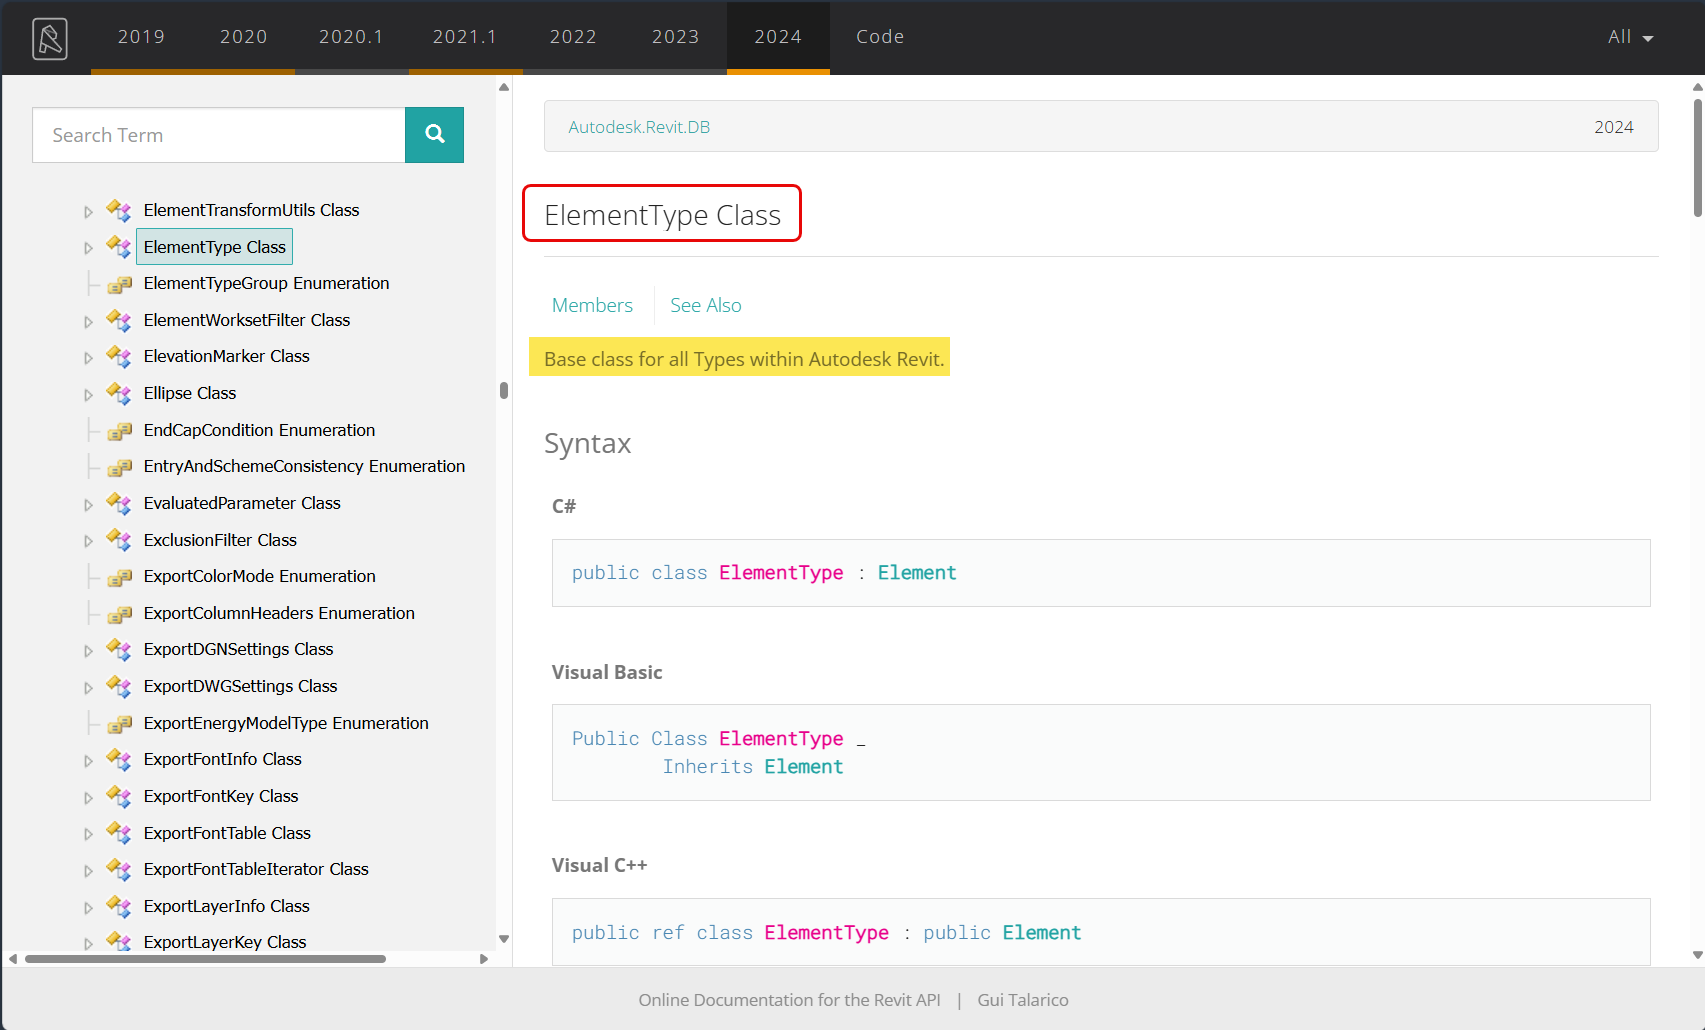 2019 2020 2020.1 2021.1 2022 2023 2024 Code All
Search Term
ElementTransformUtils Class
ElementType Class
ElementTypeGroup Enumeration
ElementWorksetFilter Class
ElevationMarker Class
Ellipse Class
EndCapCondition Enumeration
EntryAndSchemeConsistency Enumeration
EvaluatedParameter Class
ExclusionFilter Class
ExportColorMode Enumeration
ExportColumnHeaders Enumeration
ExportDGNSettings Class
ExportDWGSettings Class
ExportEnergyModelType Enumeration
ExportFontInfo Class
ExportFontKey Class
ExportFontTable Class
ExportFontTableIterator Class
ExportLayerInfo Class
ExportLayerKey Class
Autodesk.Revit.DB 2024
ElementType Class
Members See Also
Base class for all Types within Autodesk Revit.
Syntax
C#
public class ElementType : Element
Visual Basic
Public Class ElementType _
Inherits Element
Visual C++
public ref class ElementType : public Element
Online Documentation for the Revit API | Gui Talarico